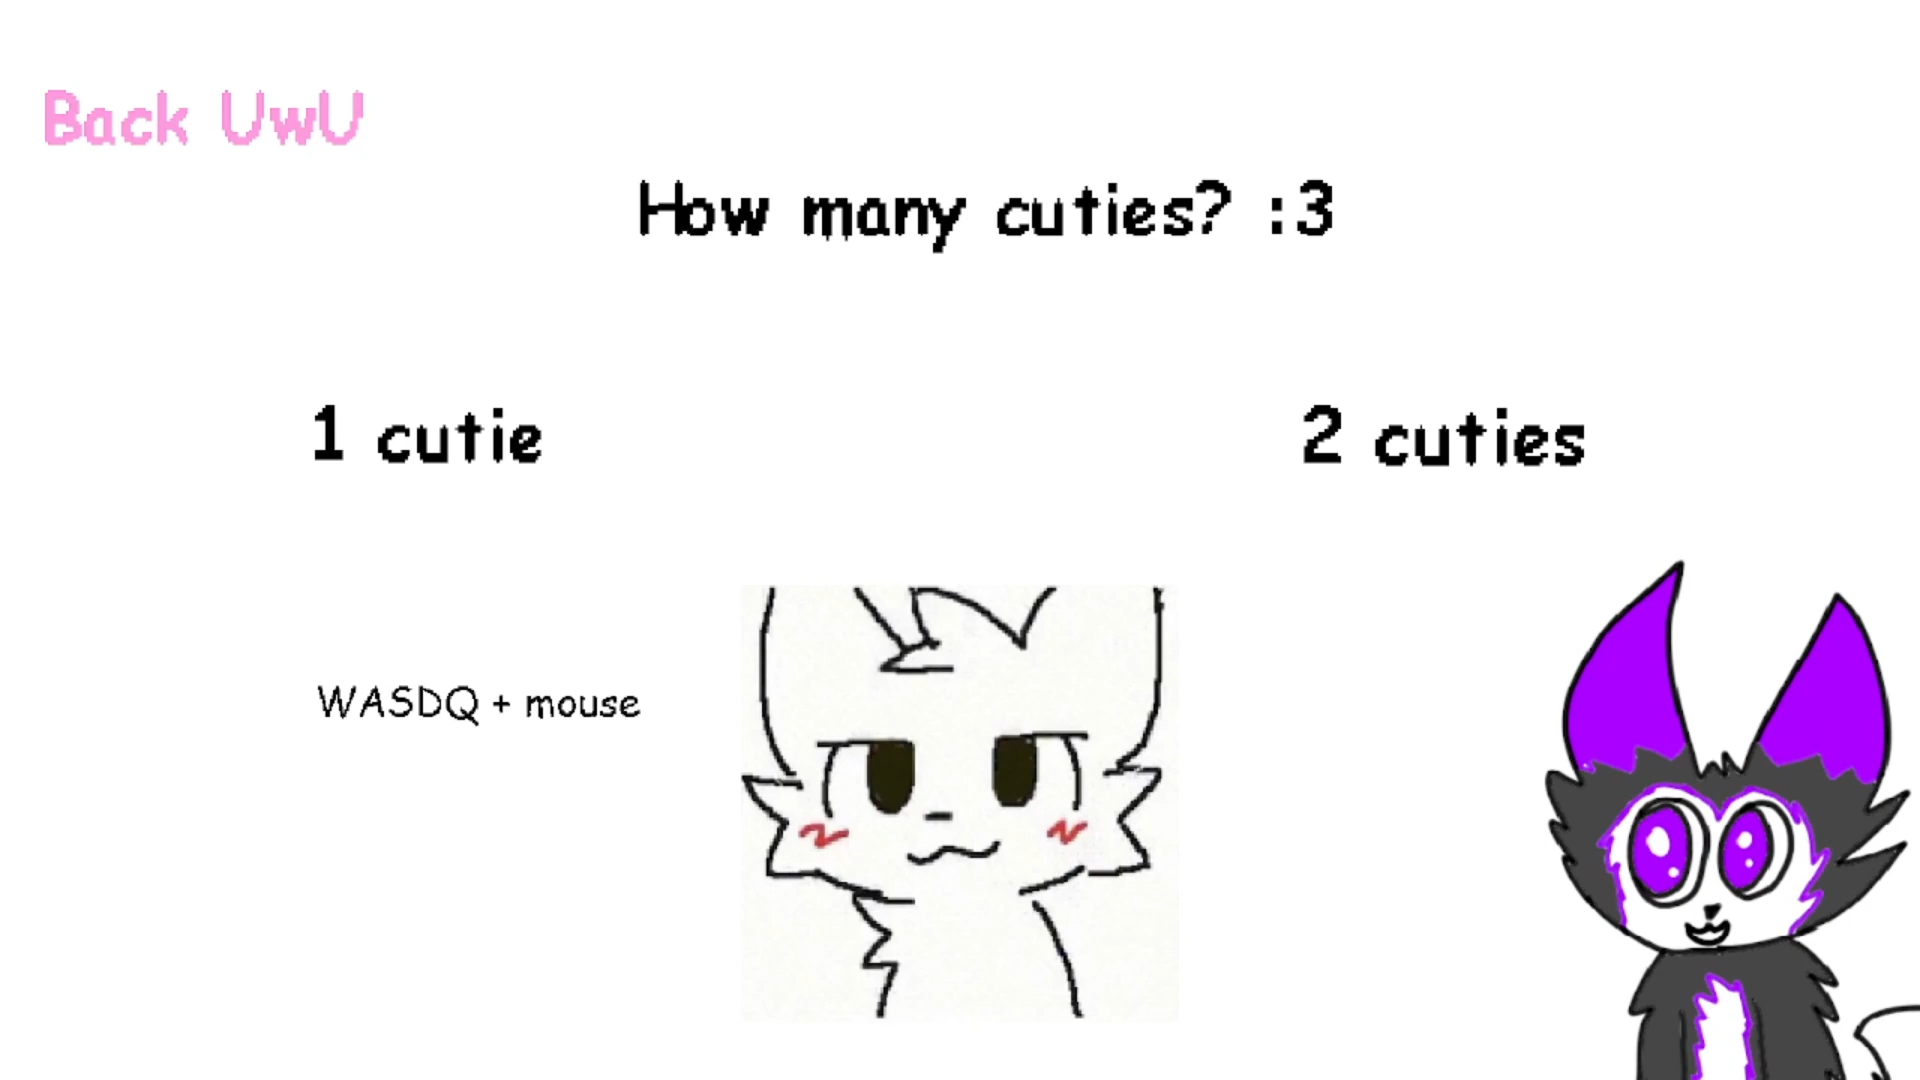 Back UwU
How many cuties? :3
1 cutie
2 cuties
WASDQ + mouse